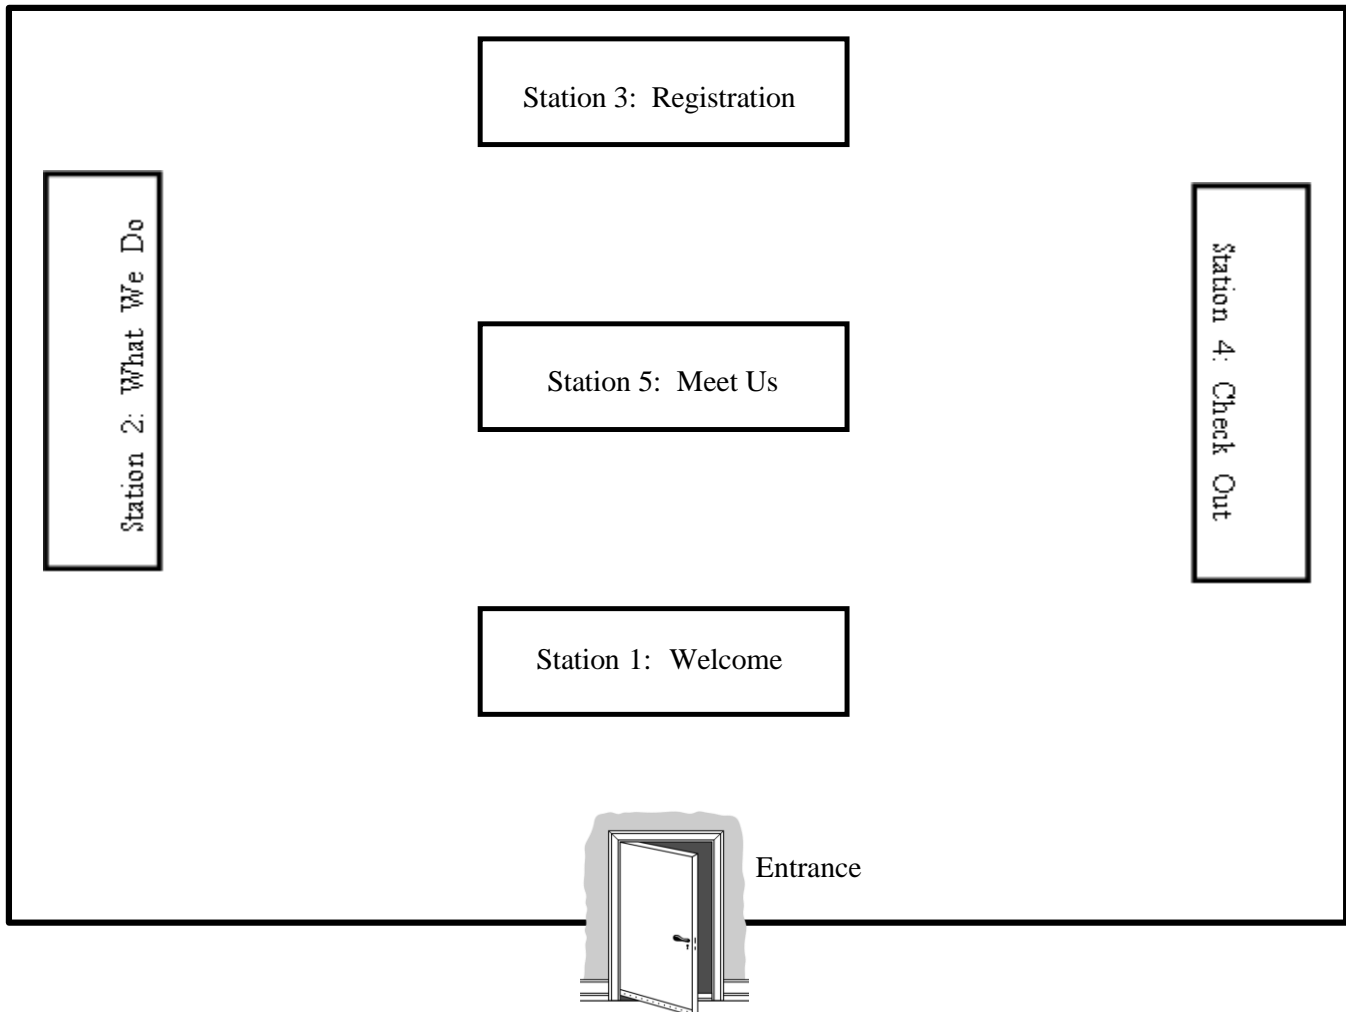 Station 3: Registration
Station 2: What We Do
Station 4: Check Out
Station 5: Meet Us
Station 1: Welcome
Entrance